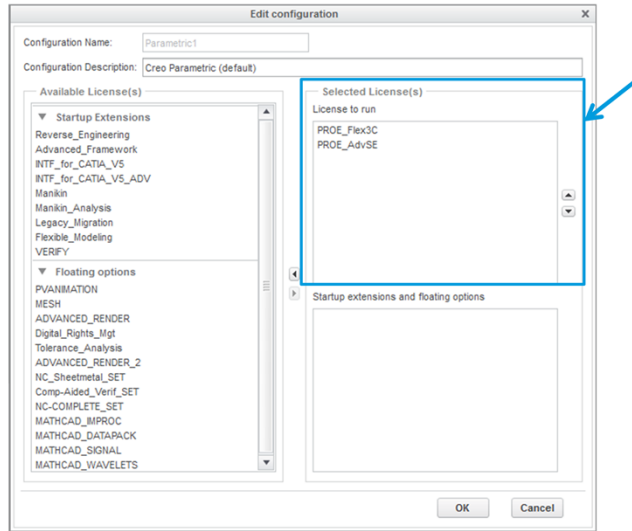 Edit configuration
X
Configuration Name: Parametric1
Configuration Description: Creo Parametric (default)
Available License(s)
Startup Extensions
Reverse_Engineering
Advanced_Framework
INTF_for_CATIA_V5
INTF_for_CATIA_V5_ADV
Manikin
Manikin_Analysis
Legacy_Migration
Flexible_Modeling
VERIFY
Floating options
PVANIMATION
MESH
ADVANCED_RENDER
Digital_Rights_Mgt
Tolerance_Analysis
ADVANCED_RENDER_2
NC_Sheetmetal_SET
Comp-Aided_Verif_SET
NC-COMPLETE_SET
MATHCAD_IMPROC
MATHCAD_DATAPACK
MATHCAD_SIGNAL
MATHCAD_WAVELETS
Selected License(s)
License to run
PROE_Flex3C
PROE_AdvSE
Startup extensions and floating options
OK
Cancel